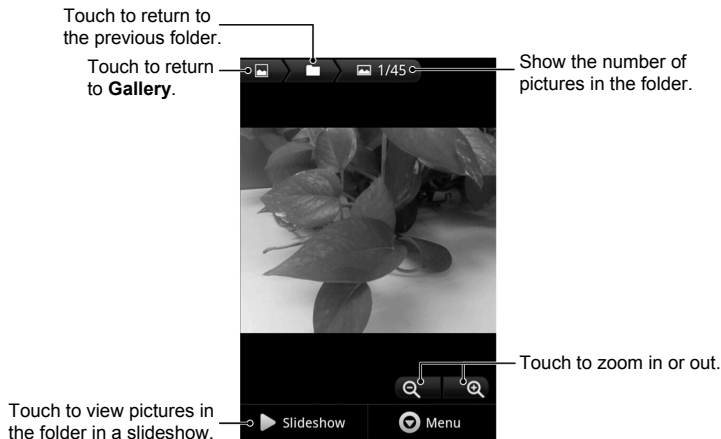 Touch to return to
the previous folder.
Touch to return
to Gallery.
1/45
Show the number of
pictures in the folder.
Touch to zoom in or out.
Touch to view pictures in
the folder in a slideshow.
Slideshow
Menu